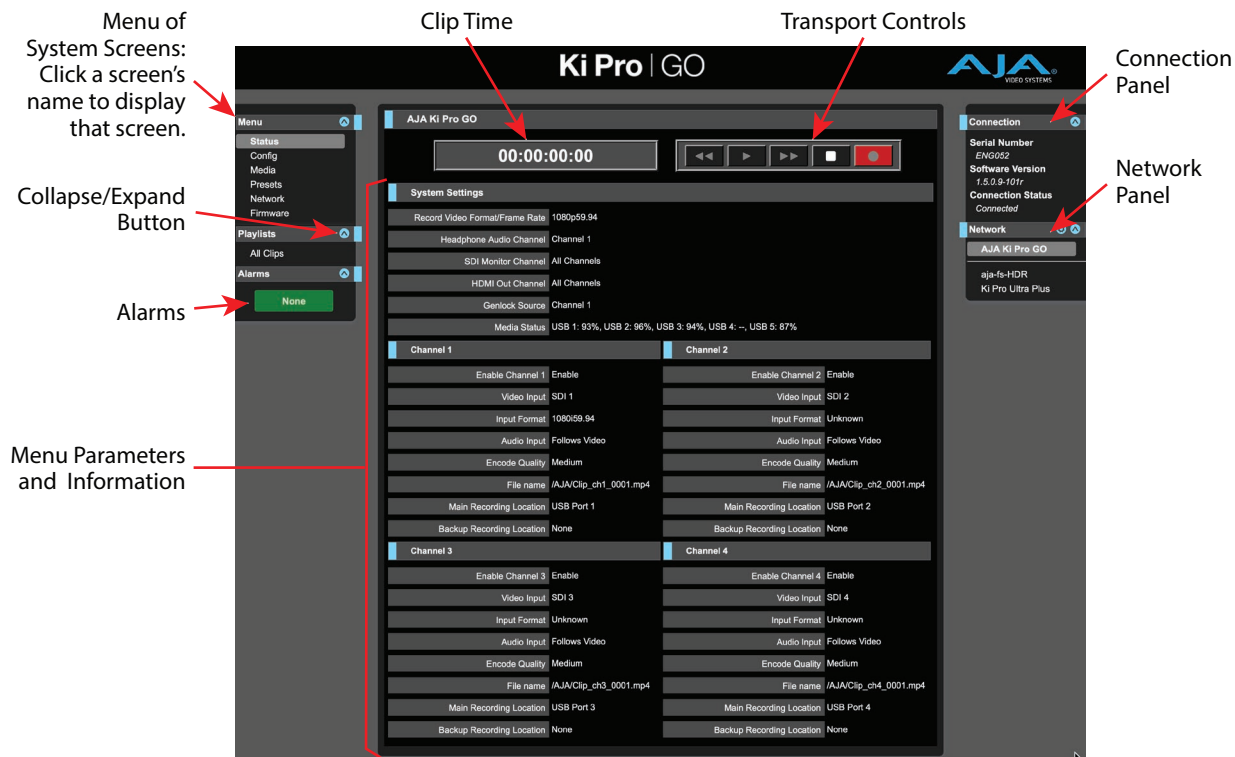 Menu of
System Screens:
Click a screen's
name to display
that screen.
Clip Time
Transport Controls
Connection
Panel
Network
Panel
Collapse/Expand
Button
Alarms
Menu Parameters
and Information
Ki Pro | GO
AJA
VIDEO SYSTEMS
Menu
Status
Config
Media
Presets
Network
Firmware
Playlists
All Clips
Alarms
None
AJA Ki Pro GO
00:00:00:00
System Settings
Record Video Format/Frame Rate 1080p59.94
Headphone Audio Channel Channel 1
SDI Monitor Channel All Channels
HDMI Out Channel All Channels
Genlock Source Channel 1
Media Status USB 1: 93%, USB 2: 96%, USB 3: 94%, USB 4: --, USB 5: 87%
Channel 1
Enable Channel 1 Enable
Video Input SDI 1
Input Format 1080i59.94
Audio Input Follows Video
Encode Quality Medium
File name /AJA/Clip_ch1_0001.mp4
Main Recording Location USB Port 1
Backup Recording Location None
Channel 2
Enable Channel 2 Enable
Video Input SDI 2
Input Format Unknown
Audio Input Follows Video
Encode Quality Medium
File name /AJA/Clip_ch2_0001.mp4
Main Recording Location USB Port 2
Backup Recording Location None
Channel 3
Enable Channel 3 Enable
Video Input SDI 3
Input Format Unknown
Audio Input Follows Video
Encode Quality Medium
File name /AJA/Clip_ch3_0001.mp4
Main Recording Location USB Port 3
Backup Recording Location None
Channel 4
Enable Channel 4 Enable
Video Input SDI 4
Input Format Unknown
Audio Input Follows Video
Encode Quality Medium
File name /AJA/Clip_ch4_0001.mp4
Main Recording Location USB Port 4
Backup Recording Location None
Connection
Serial Number
ENG052
Software Version
1.5.0.9-101r
Connection Status
Connected
Network
AJA Ki Pro GO
aja-fs-HDR
Ki Pro Ultra Plus